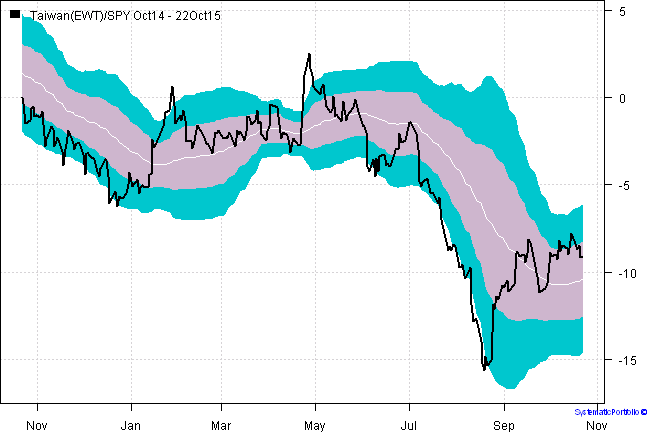 Taiwan(EWT)/SPY Oct14 - 22Oct15
5
0
-5
-10
-15
SystematicPortfolio ©
Nov Jan Mar May Jul Sep Nov